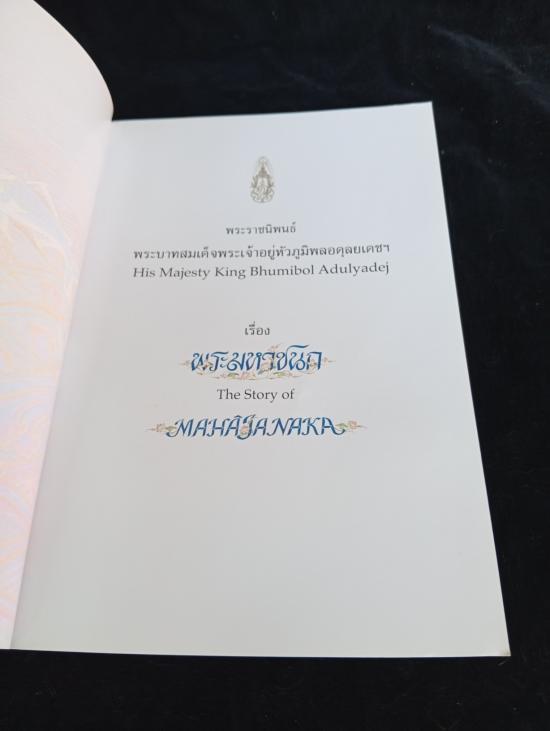 พระราชนิพนธ์
พระบาทสมเด็จพระเจ้าอยู่หัวภูมิพลอดุลยเดชฯ
His Majesty King Bhumibol Adulyadej
เรื่อง
พระมหาชนก
The Story of
MAHĀJANAKA